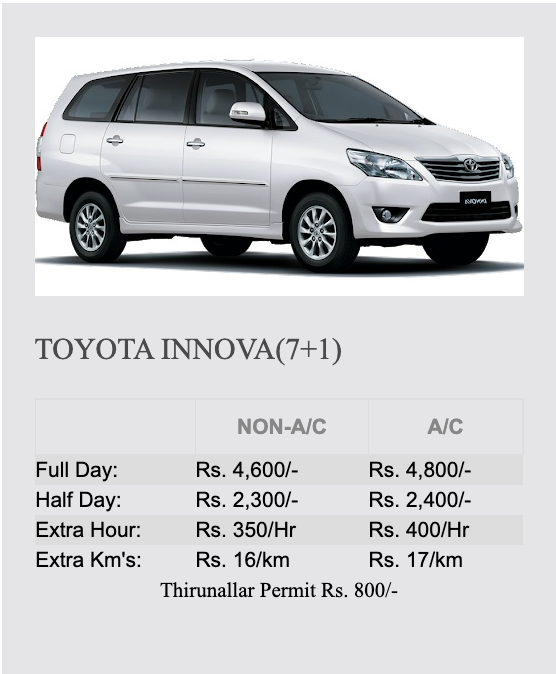 INNOVA
TOYOTA INNOVA(7+1)
NON-A/C A/C
Full Day: Rs. 4,600/- Rs. 4,800/-
Half Day: Rs. 2,300/- Rs. 2,400/-
Extra Hour: Rs. 350/Hr Rs. 400/Hr
Extra Km's: Rs. 16/km Rs. 17/km
Thirunallar Permit Rs. 800/-